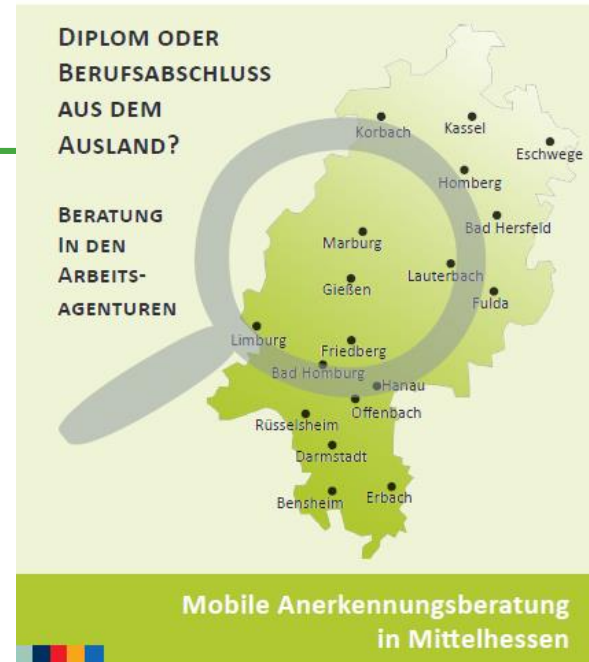 DIPLOM ODER
BERUFSABSCHLUSS
AUS DEM
AUSLAND?
BERATUNG
IN DEN
ARBEITS-
AGENTUREN
Korbach
Kassel
Eschwege
Homberg
Bad Hersfeld
Marburg
Lauterbach
Gießen
Fulda
Limburg
Friedberg
Bad Homburg
Hanau
Offenbach
Rüsselsheim
Darmstadt
Bensheim
Erbach
Mobile Anerkennungsberatung
in Mittelhessen